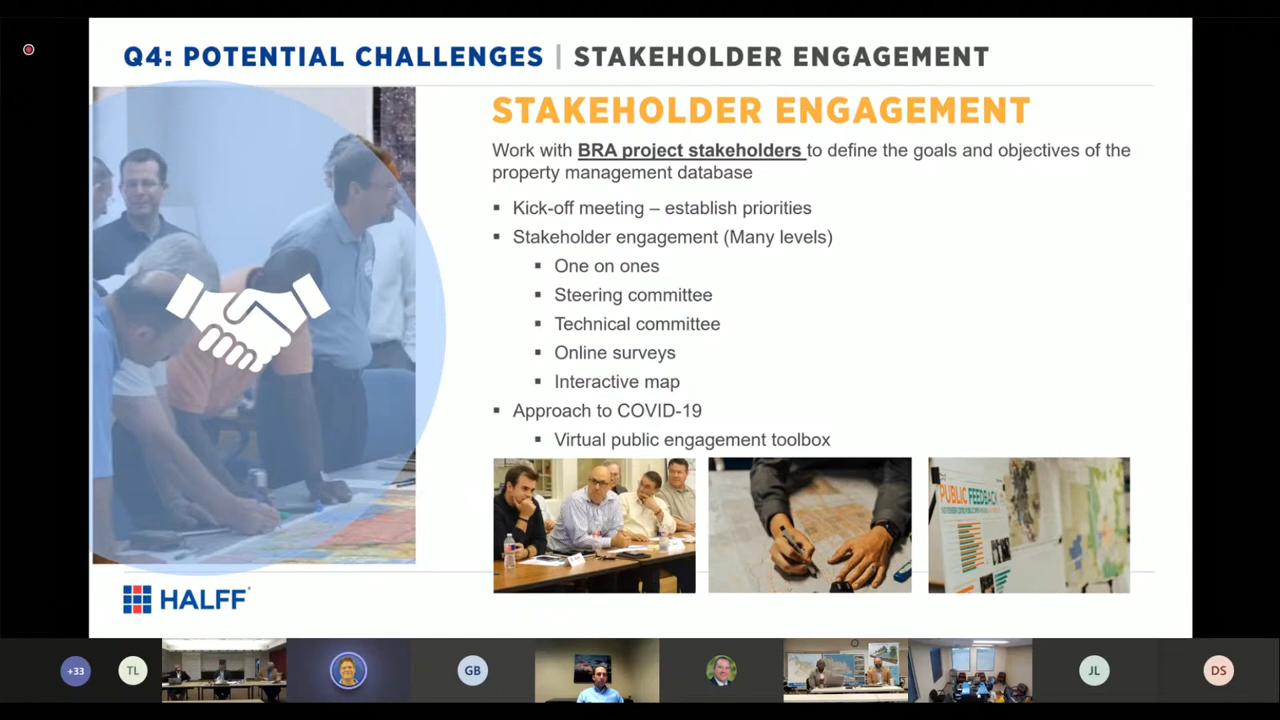 Q4: POTENTIAL CHALLENGES | STAKEHOLDER ENGAGEMENT
STAKEHOLDER ENGAGEMENT
Work with BRA project stakeholders to define the goals and objectives of the
property management database
▪ Kick-off meeting – establish priorities
▪ Stakeholder engagement (Many levels)
▪ One on ones
▪ Steering committee
▪ Technical committee
▪ Online surveys
▪ Interactive map
▪ Approach to COVID-19
▪ Virtual public engagement toolbox
PUBLIC FEEDBACK
HALFF
+33
TL
GB
JL
DS